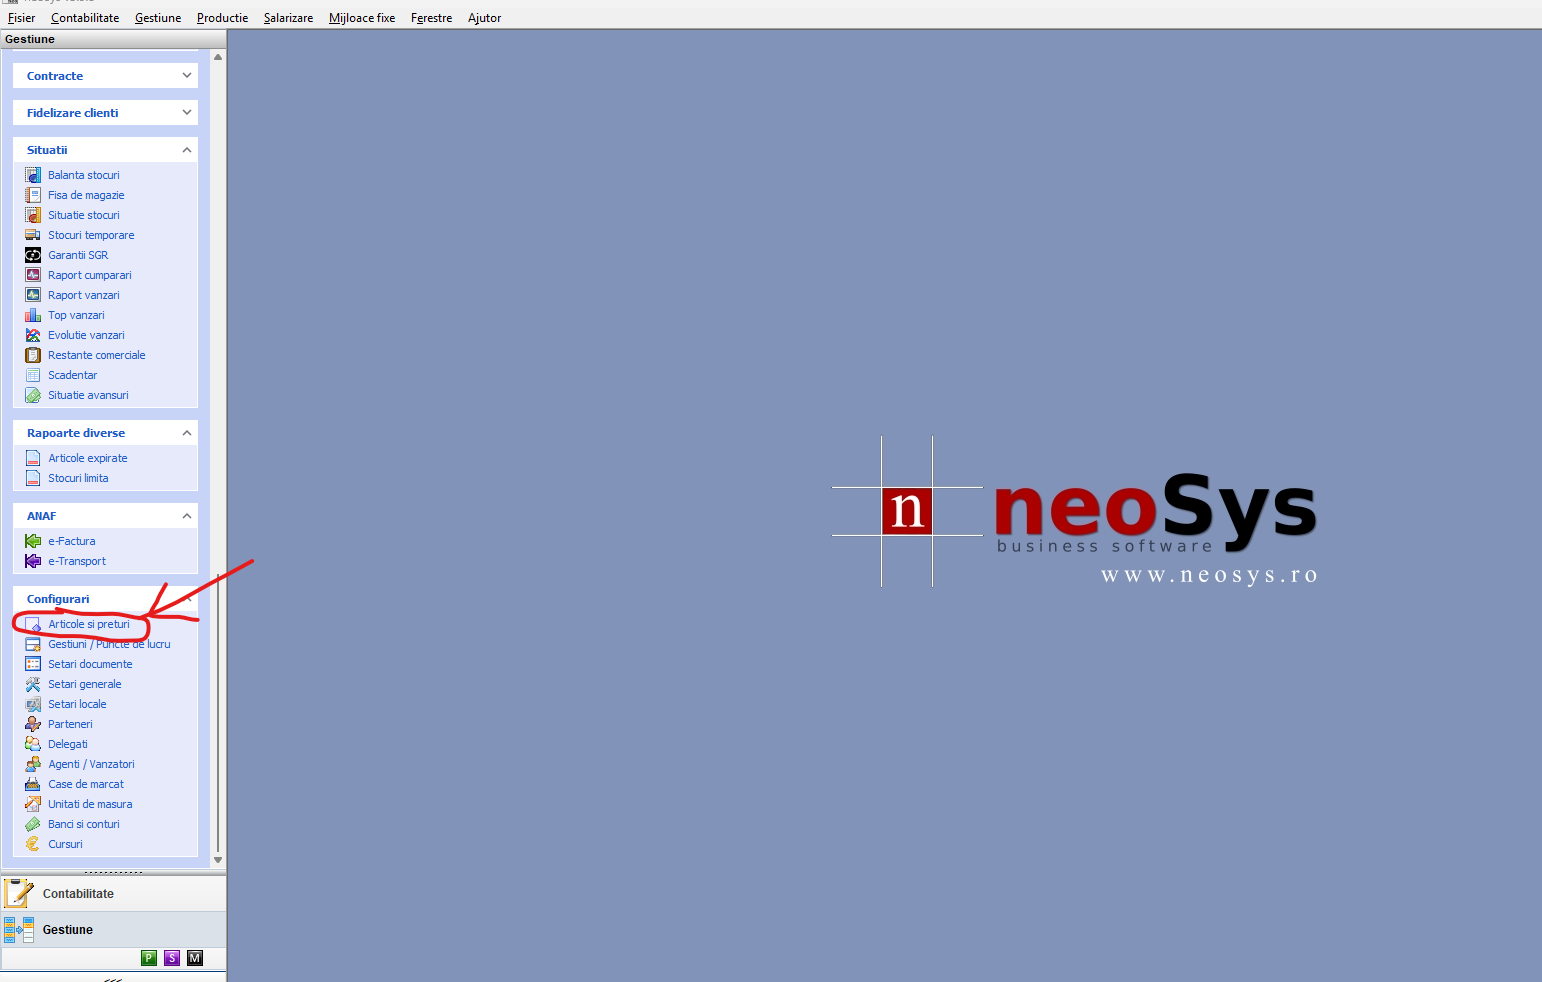 Fisier Contabilitate Gestiune Productie Salarizare Mijloace fixe Ferestre Ajutor
Gestiune
Contracte
Fidelizare clienti
Situatii
Balanta stocuri
Fisa de magazie
Situatie stocuri
Stocuri temporare
Garantii SGR
Raport cumparari
Raport vanzari
Top vanzari
Evolutie vanzari
Restante comerciale
Scadentar
Situatie avansuri
Rapoarte diverse
Articole expirate
Stocuri limita
ANAF
e-Factura
e-Transport
Configurari
Articole si preturi
Gestiuni / Puncte de lucru
Setari documente
Setari generale
Setari locale
Parteneri
Delegati
Agenti / Vanzatori
Case de marcat
Unitati de masura
Banci si conturi
Cursuri
Contabilitate
Gestiune
P S M
<<<
n neoSys
business software
www.neosys.ro